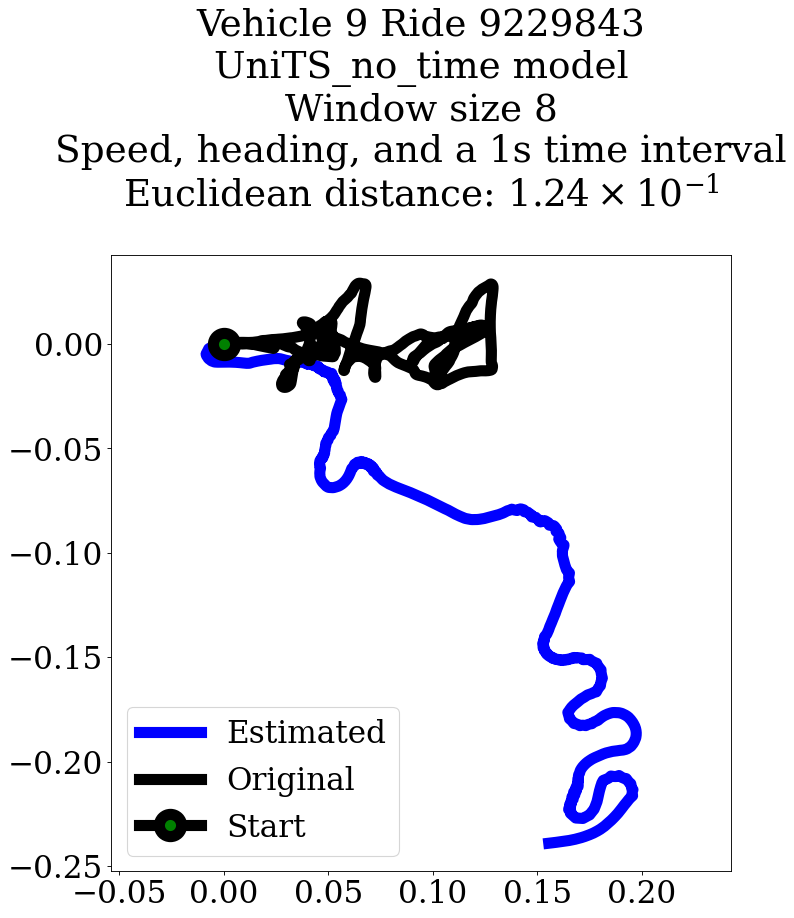 Vehicle 9 Ride 9229843
UniTS_no_time model
Window size 8
Speed, heading, and a 1s time interval
Euclidean distance: 1.24 × 10⁻¹
0.00
−0.05
−0.10
−0.15
−0.20
−0.25
Estimated
Original
Start
−0.05 0.00 0.05 0.10 0.15 0.20